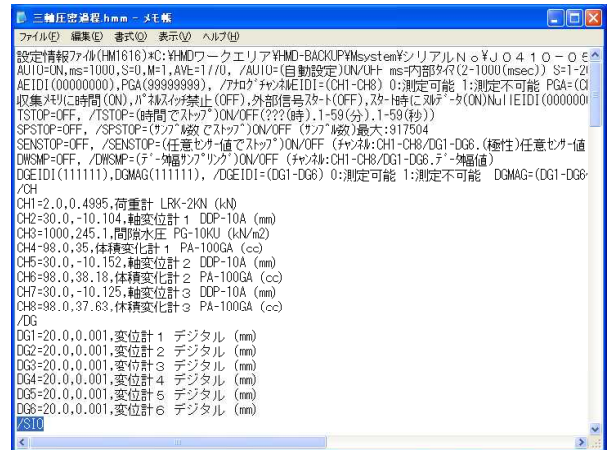 三軸圧密過程.hmm - メモ帳
ファイル(F) 編集(E) 書式(O) 表示(V) ヘルプ(H)
設定情報ファイル(HM1616)*C:¥HMDワークエリア¥HMD-BACKUP¥Msystem¥シリアルNo¥J0410-05
AUTO=ON,ms=1000,S=0,M=1,AVE=1//0, /AUTO=(自動設定)ON/OFF ms=内部タイマ(2-1000(msec)) S=1-2
AEIDI(00000000),PGA(99999999), /アナログチャンネルEIDI=(CH1-CH8) 0:測定可能 1:測定不可能 PGA=(C
収集メモリに時間(ON),パネルスイッチ禁止(OFF),外部信号スタート(OFF),スタート時にヌルデータ(ON)NullEIDI(000000
TSTOP=OFF, /TSTOP=(時間でストップ)ON/OFF(???(時).1-59(分).1-59(秒))
SPSTOP=OFF, /SPSTOP=(サンプル数でストップ)ON/OFF (サンプル数)最大:917504
SENSTOP=OFF, /SENSTOP=(任意センサー値でストップ)ON/OFF (チャンネル:CH1-CH8/DG1-DG6.(極性)任意センサー値
DWSMP=OFF, /DWSMP=(データ幅サンプリング)ON/OFF (チャンネル:CH1-CH8/DG1-DG6.データ幅値)
DGEIDI(111111),DGMAG(111111), /DGEIDI=(DG1-DG6) 0:測定可能 1:測定不可能 DGMAG=(DG1-DG6
/CH
CH1=2.0,0.4995,荷重計 LRK-2KN (kN)
CH2=30.0,-10.104,軸変位計1 DDP-10A (mm)
CH3=1000,245.1,間隙水圧 PG-10KU (kN/m2)
CH4=98.0,35,体積変化計1 PA-100GA (cc)
CH5=30.0,-10.152,軸変位計2 DDP-10A (mm)
CH6=98.0,38.18,体積変化計2 PA-100GA (cc)
CH7=30.0,-10.125,軸変位計3 DDP-10A (mm)
CH8=98.0,37.63,体積変化計3 PA-100GA (cc)
/DG
DG1=20.0,0.001,変位計1 デジタル (mm)
DG2=20.0,0.001,変位計2 デジタル (mm)
DG3=20.0,0.001,変位計3 デジタル (mm)
DG4=20.0,0.001,変位計4 デジタル (mm)
DG5=20.0,0.001,変位計5 デジタル (mm)
DG6=20.0,0.001,変位計6 デジタル (mm)
/SIO